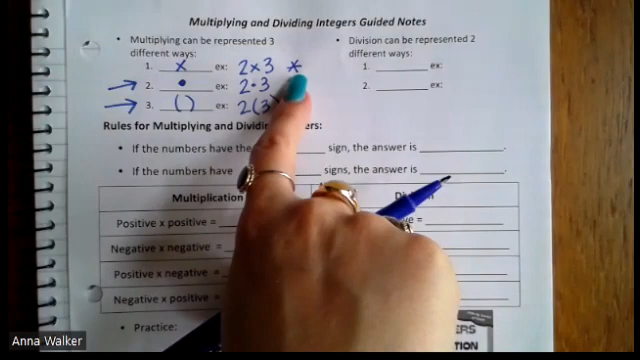 Multiplying and Dividing Integers Guided Notes
• Multiplying can be represented 3 different ways:
1. x ex: 2 x 3 *
2. • ex: 2 · 3
3. ( ) ex: 2(3
• Division can be represented 2 different ways:
1. ex:
2. ex:
Rules for Multiplying and
• If the numbers have the sign, the answer is
• If the numbers have signs, the answer is
Multiplication
Positive x positive =
Negative x negative =
Positive x negative =
Negative x positive =
• Practice:
Anna Walker